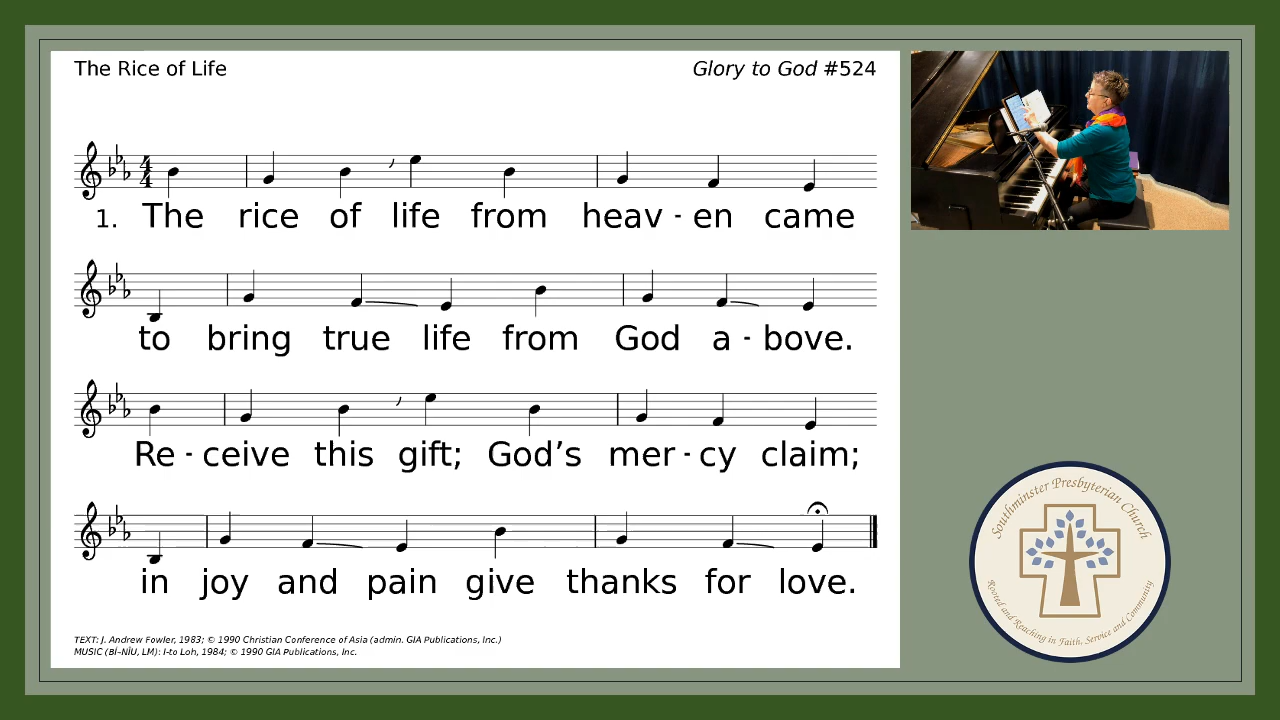 The Rice of Life
Glory to God #524
1. The rice of life from heav - en came
to bring true life from God a - bove.
Re - ceive this gift; God's mer - cy claim;
in joy and pain give thanks for love.
TEXT: J. Andrew Fowler, 1983; © 1990 Christian Conference of Asia (admin. GIA Publications, Inc.)
MUSIC (BÍ-NÍU, LM): I-to Loh, 1984; © 1990 GIA Publications, Inc.
Southminster Presbyterian Church
Rooted and Reaching in Faith, Service and Community